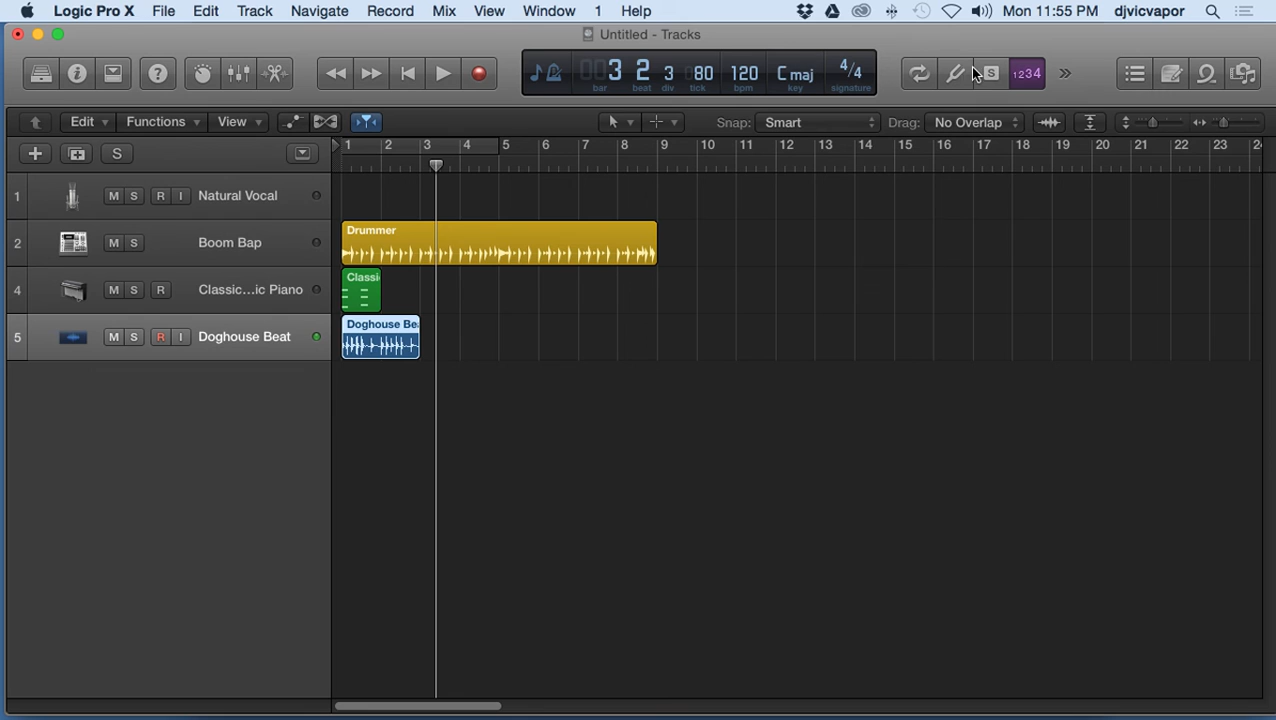 Logic Pro X File Edit Track Navigate Record Mix View Window 1 Help Mon 11:55 PM djvicvapor
Untitled - Tracks
003 2 3 80 120 C maj 4/4
bar beat div tick bpm key signature
S 1234
Edit Functions View Snap: Smart Drag: No Overlap
S 1 2 3 4 5 6 7 8 9 10 11 12 13 14 15 16 17 18 19 20 21 22 23 24
1 M S R I Natural Vocal
Drummer
2 M S Boom Bap
Classi
4 M S R Classic...ic Piano
Doghouse Bea
5 M S R I Doghouse Beat